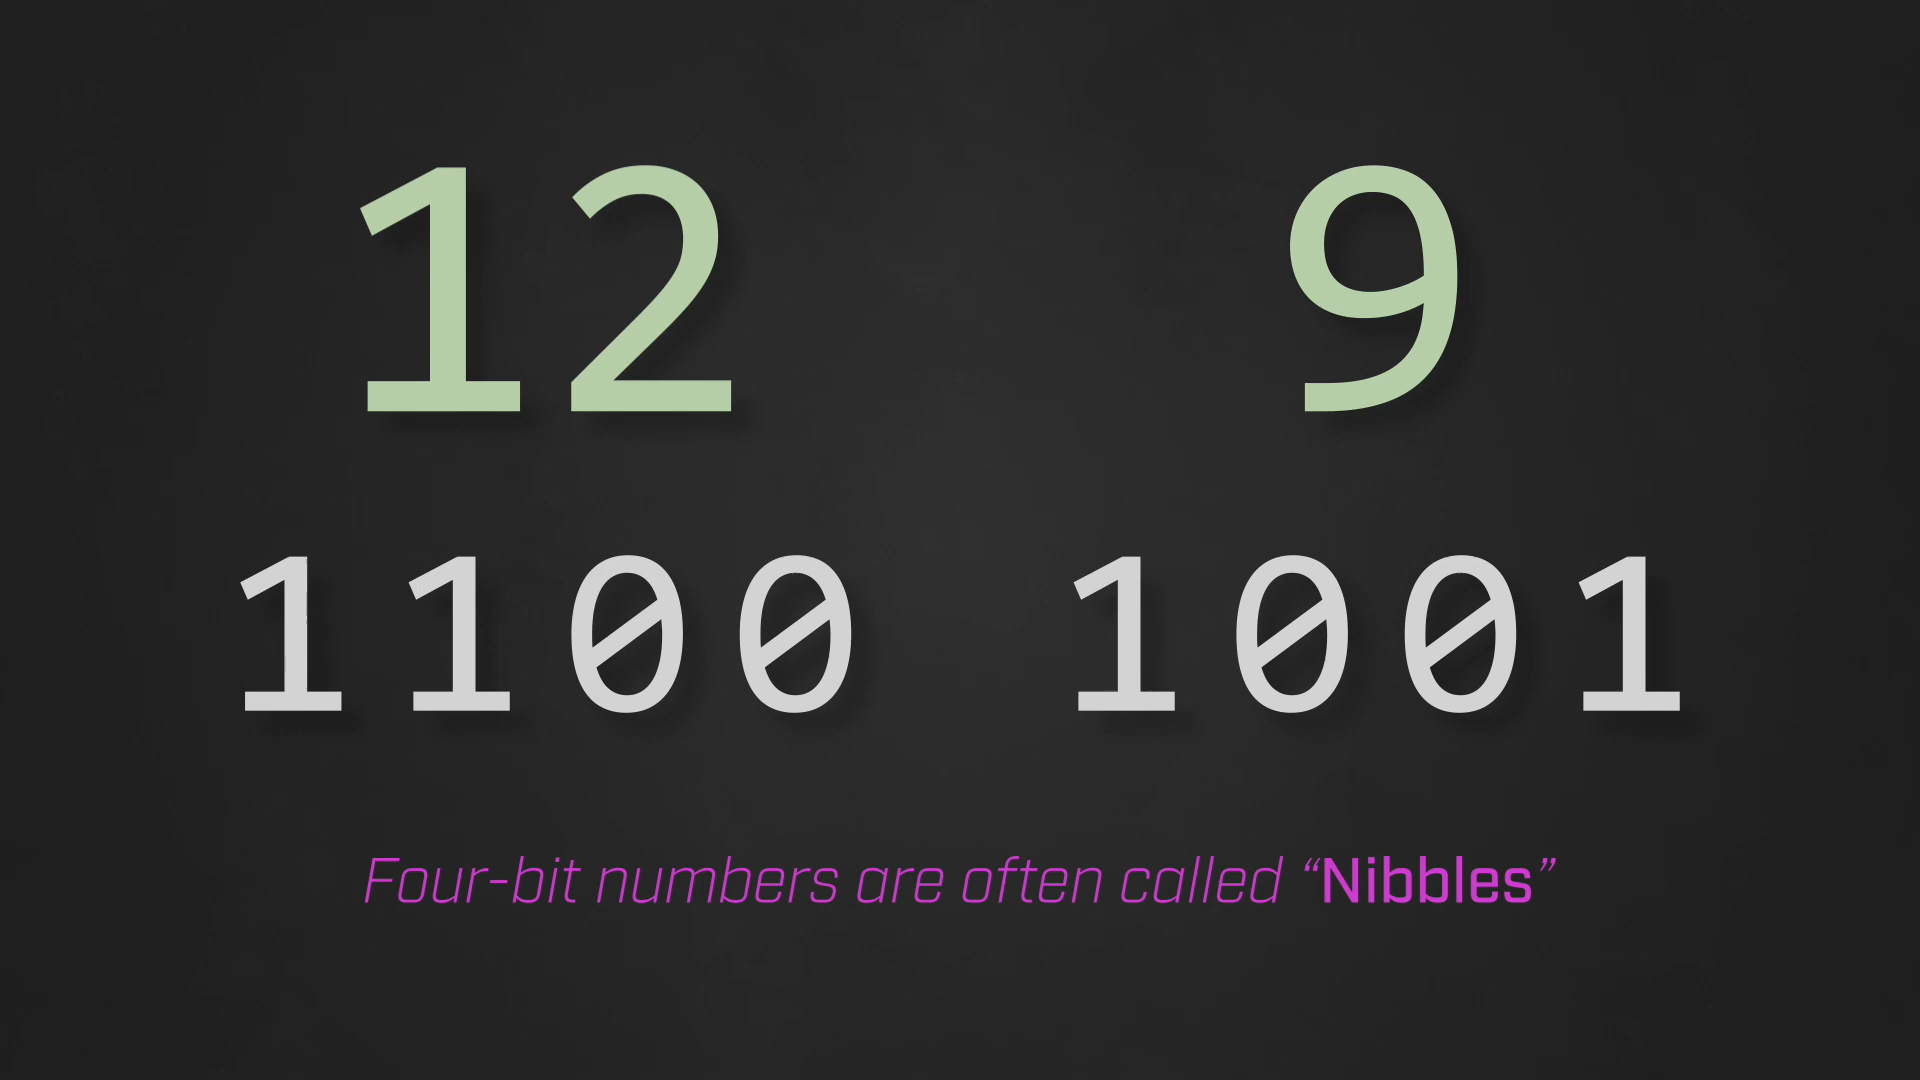 12 9
1100 1001
Four-bit numbers are often called “Nibbles”